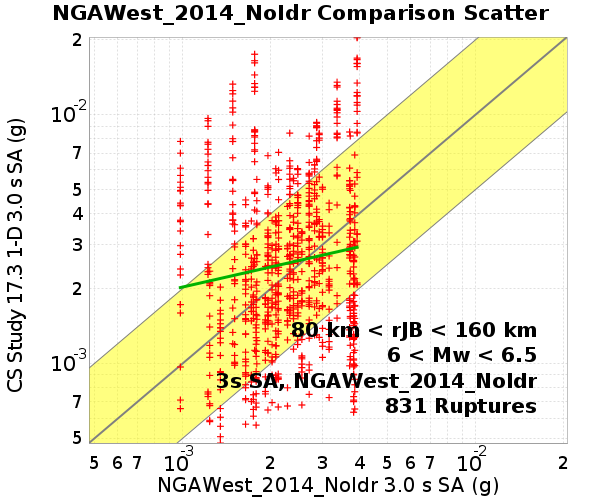 NGAWest_2014_NoIdr Comparison Scatter
CS Study 17.3 1-D 3.0 s SA (g)
2
10⁻²
7
5
4
3
2
10⁻³
7
5
80 km < rJB < 160 km
6 < Mw < 6.5
3s SA, NGAWest_2014_NoIdr
831 Ruptures
5 6 7 10⁻³ 2 3 4 5 6 7 10⁻² 2
NGAWest_2014_NoIdr 3.0 s SA (g)